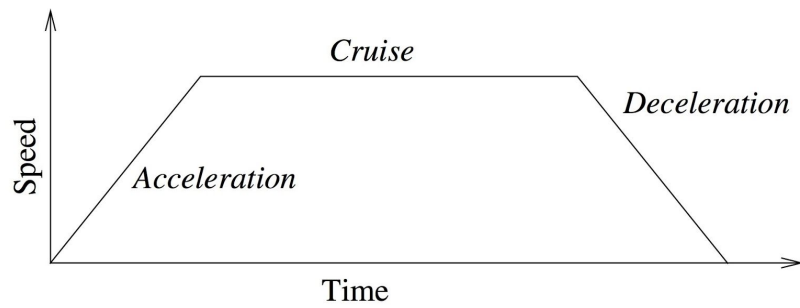 Cruise
Deceleration
Speed
Acceleration
Time